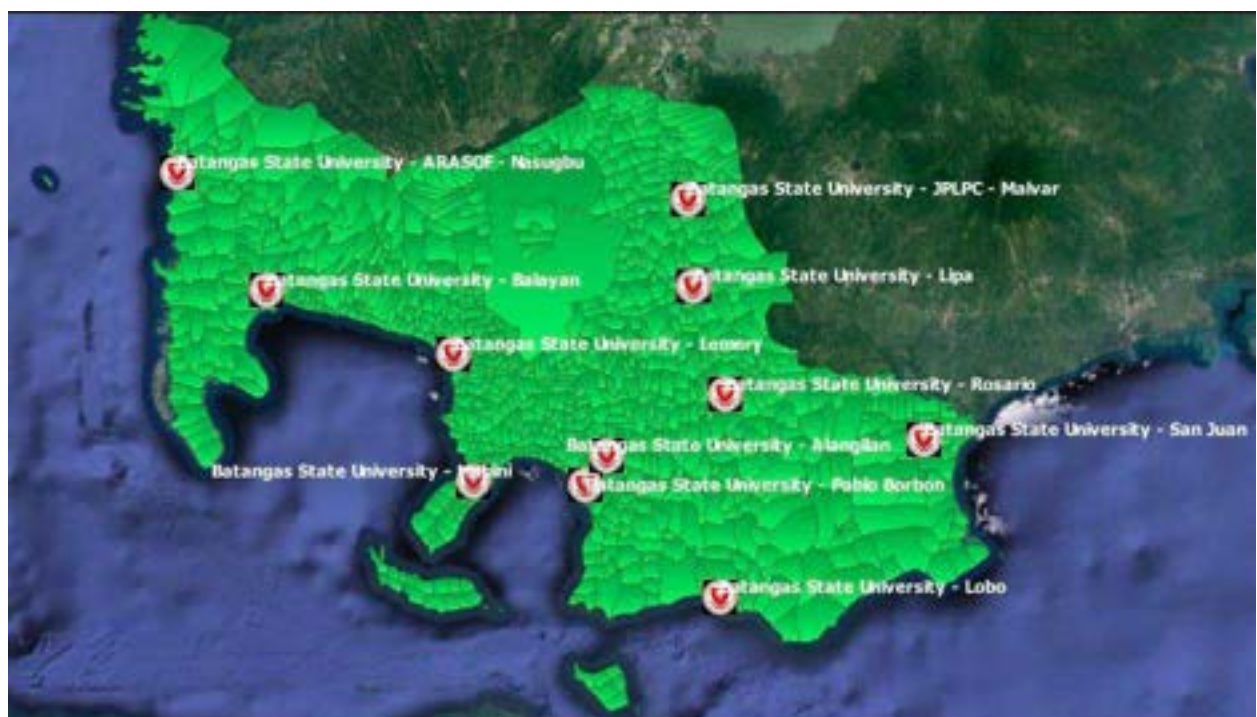 Batangas State University - ARASOF - Nasugbu
Batangas State University - JPLPC - Malvar
Batangas State University - Lipa
Batangas State University - Balayan
Batangas State University - Lemery
Batangas State University - Rosario
Batangas State University - San Juan
Batangas State University - Alangilan
Batangas State University - Mabini
Batangas State University - Pablo Borbon
Batangas State University - Lobo